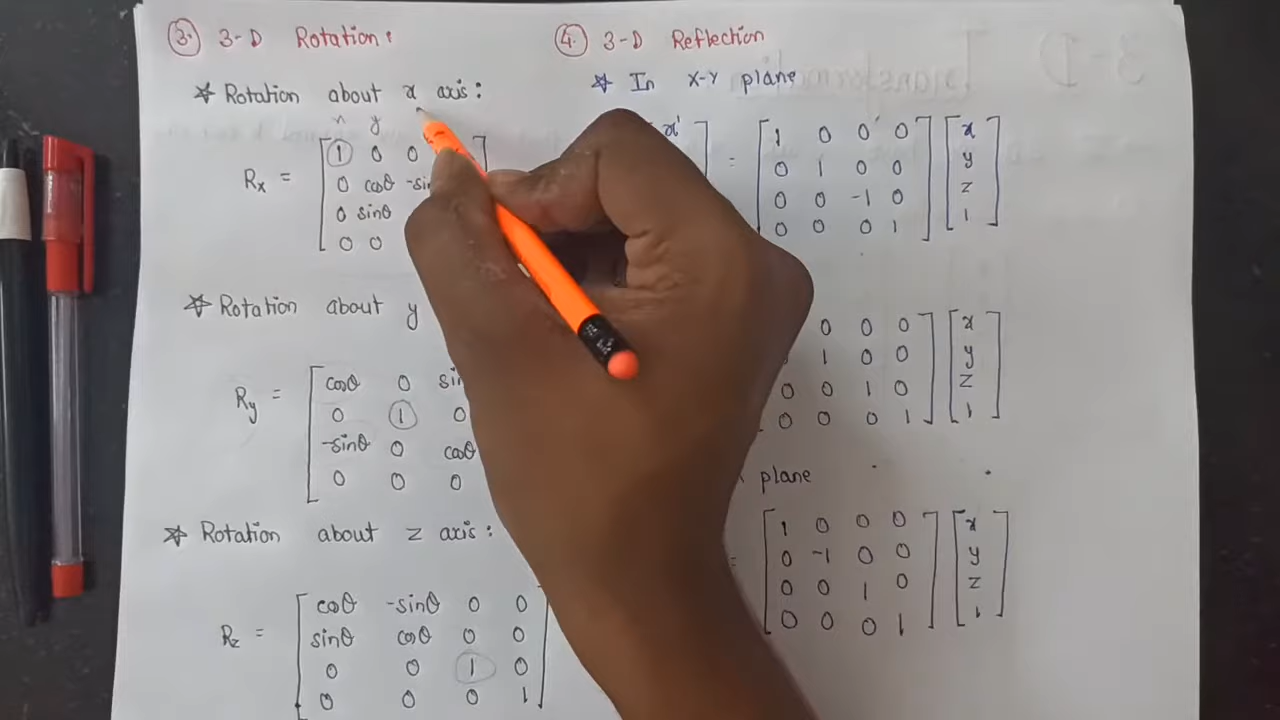 3. 3-D Rotation:
☆ Rotation about x axis:
x y
Rx =
1 0 0
0 cosθ -sin
0 sinθ
0 0
☆ Rotation about y
Ry =
cosθ 0 sin
0 1 0
-sinθ 0 cosθ
0 0 0
☆ Rotation about z axis:
Rz =
cosθ -sinθ 0 0
sinθ cosθ 0 0
0 0 1 0
0 0 0 1
4. 3-D Reflection
☆ In X-Y plane
x' =
1 0 0 0
0 1 0 0
0 0 -1 0
0 0 0 1
x
y
z
1
0 0 0
1 0 0
0 0 1 0
0 0 0 1
x
y
z
1
plane
=
1 0 0 0
0 -1 0 0
0 0 1 0
0 0 0 1
x
y
z
1